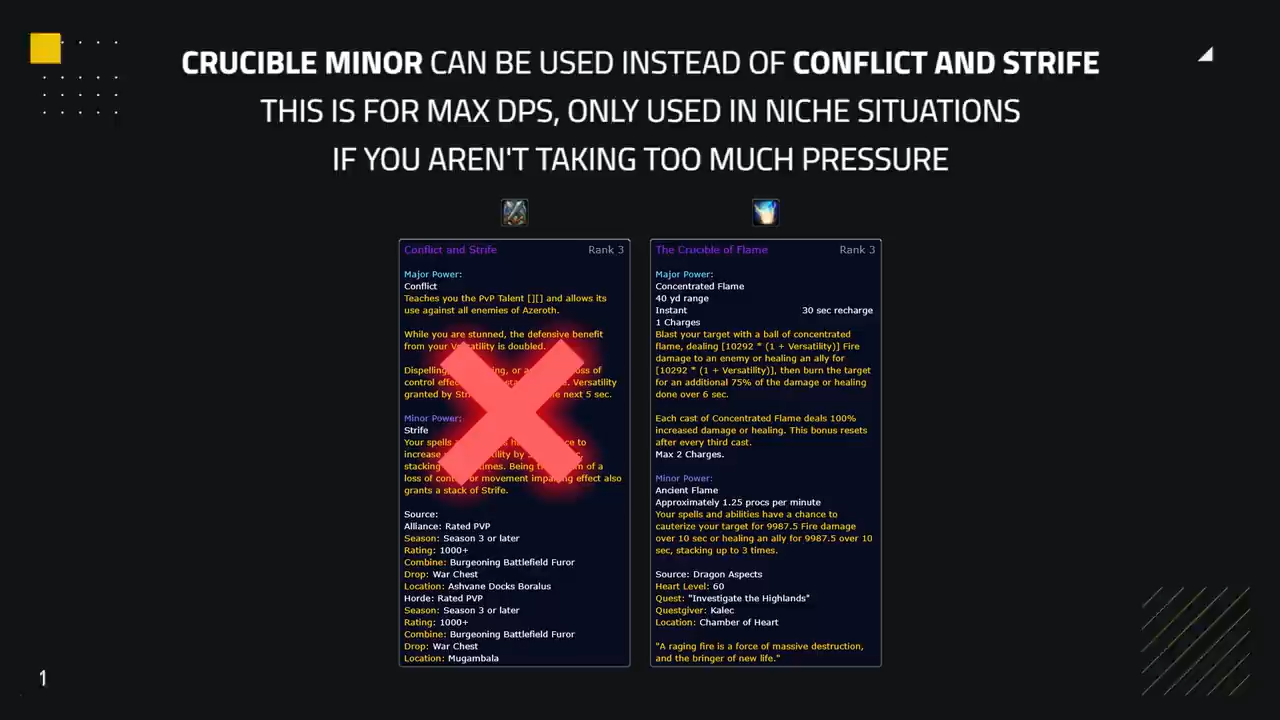 CRUCIBLE MINOR CAN BE USED INSTEAD OF CONFLICT AND STRIFE
THIS IS FOR MAX DPS, ONLY USED IN NICHE SITUATIONS
IF YOU AREN'T TAKING TOO MUCH PRESSURE
Conflict and Strife Rank 3
Major Power:
Conflict
Teaches you the PvP Talent [][] and allows its
use against all enemies of Azeroth.
While you are stunned, the defensive benefit
from your Versatility is doubled.
Dispelling, or a loss of
control effect Versatility
granted by next 5 sec.
Minor Power:
Strife
Your spells to
increase by
stacking times. Being of a
loss of control or movement impairing effect also
grants a stack of Strife.
Source:
Alliance: Rated PVP
Season: Season 3 or later
Rating: 1000+
Combine: Burgeoning Battlefield Furor
Drop: War Chest
Location: Ashvane Docks Boralus
Horde: Rated PVP
Season: Season 3 or later
Rating: 1000+
Combine: Burgeoning Battlefield Furor
Drop: War Chest
Location: Mugambala
The Crucible of Flame Rank 3
Major Power:
Concentrated Flame
40 yd range
Instant 30 sec recharge
1 Charges
Blast your target with a ball of concentrated
flame, dealing [10292 * (1 + Versatility)] Fire
damage to an enemy or healing an ally for
[10292 * (1 + Versatility)], then burn the target
for an additional 75% of the damage or healing
done over 6 sec.
Each cast of Concentrated Flame deals 100%
increased damage or healing. This bonus resets
after every third cast.
Max 2 Charges.
Minor Power:
Ancient Flame
Approximately 1.25 procs per minute
Your spells and abilities have a chance to
cauterize your target for 9987.5 Fire damage
over 10 sec or healing an ally for 9987.5 over 10
sec, stacking up to 3 times.
Source: Dragon Aspects
Heart Level: 60
Quest: "Investigate the Highlands"
Questgiver: Kalec
Location: Chamber of Heart
"A raging fire is a force of massive destruction,
and the bringer of new life."
1